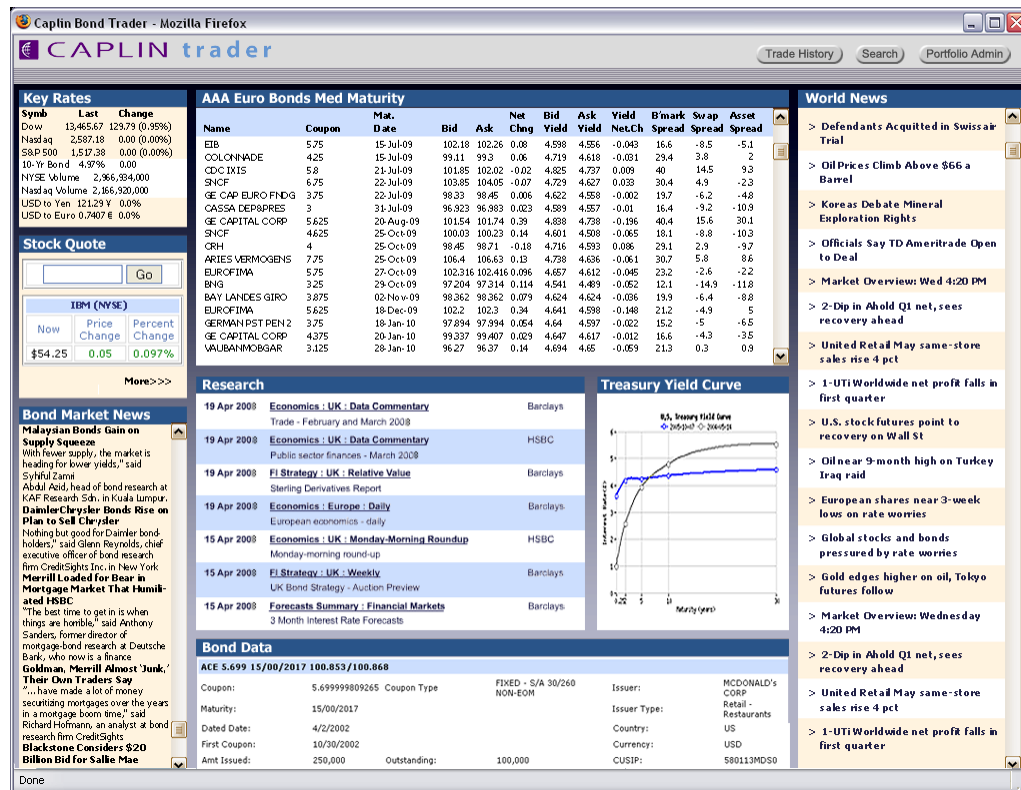 Caplin Bond Trader - Mozilla Firefox
CAPLIN trader
Trade History
Search
Portfolio Admin
Key Rates
Symb Last Change
Dow 13,465.67 129.79 (0.95%)
Nasdaq 2,587.18 0.00 (0.00%)
S&P 500 1,517.38 0.00 (0.00%)
10-Yr Bond 4.97% 0.00
NYSE Volume 2,966,934,000
Nasdaq Volume 2,166,920,000
USD to Yen 121.29 ¥ 0.0%
USD to Euro 0.7407 € 0.0%
Stock Quote
Go
IBM (NYSE)
Now
Price
Change
Percent
Change
$54.25 0.05 0.097%
More>>>
Bond Market News
Malaysian Bonds Gain on
Supply Squeeze
With fewer supply, the market is
heading for lower yields," said
Syhiful Zami
Abdul Azid, head of bond research at
KAF Research Sdn. in Kuala Lumpur.
DaimlerChrysler Bonds Rise on
Plan to Sell Chrysler
Nothing but good for Daimler bond-
holders," said Glenn Reynolds, chief
executive officer of bond research
firm CreditSights Inc. in New York
Merrill Loaded for Bear in
Mortgage Market That Humili-
ated HSBC
"The best time to get in is when
things are horrible," said Anthony
Sanders, former director of
mortgage-bond research at Deutsche
Bank, who now is a finance
Goldman, Merrill Almost 'Junk,'
Their Own Traders Say
"...have made a lot of money
securitizing mortgages over the years
in a mortgage boom time," said
Richard Hofmann, an analyst at bond
research firm CreditSights
Blackstone Considers $20
Billion Bid for Sallie Mae
AAA Euro Bonds Med Maturity
Mat. Net Bid Ask Yield B'mark Swap Asset
Name Coupon Date Bid Ask Chng Yield Yield Net.Ch Spread Spread Spread
EIB 5.75 15-Jul-09 102.18 102.26 0.08 4.598 4.556 -0.043 16.6 -8.5 -5.1
COLONNADE 4.25 15-Jul-09 99.11 99.3 0.06 4.719 4.618 -0.031 29.4 3.8 2
CDC IXIS 5.8 21-Jul-09 101.85 102.02 -0.02 4.825 4.737 0.009 40 14.5 9.3
SNCF 6.75 22-Jul-09 103.85 104.05 -0.07 4.729 4.627 0.033 30.4 4.9 -2.3
GE CAP EURO FNDG 3.75 22-Jul-09 98.33 98.45 0.006 4.622 4.558 -0.002 19.7 -6.2 -4.8
CASSA DEP&PRES 3 31-Jul-09 96.923 96.983 0.023 4.589 4.557 -0.01 16.4 -9.2 -10.9
GE CAPITAL CORP 5.625 20-Aug-09 101.54 101.74 0.39 4.838 4.738 -0.196 40.4 15.6 30.1
SNCF 4.625 25-Oct-09 100.03 100.23 0.14 4.601 4.508 -0.065 18.1 -8.8 -10.3
CRH 4 25-Oct-09 98.45 98.71 -0.18 4.716 4.593 0.086 29.1 2.9 -9.7
ARIES VERMOGENS 7.75 25-Oct-09 106.4 106.63 0.13 4.738 4.636 -0.061 30.7 5.8 8.6
EUROFIMA 5.75 27-Oct-09 102.316 102.416 0.096 4.657 4.612 -0.045 23.2 -2.6 -2.2
BNG 3.25 29-Oct-09 97.204 97.314 0.114 4.541 4.489 -0.052 12.1 -14.9 -11.8
BAY LANDES GIRO 3.875 02-Nov-09 98.362 98.362 0.079 4.624 4.624 -0.036 19.9 -6.4 -8.8
EUROFIMA 5.625 18-Dec-09 102.2 102.3 0.34 4.641 4.598 -0.148 21.2 -4.9 5
GERMAN PST PEN 2 3.75 18-Jan-10 97.894 97.994 0.054 4.64 4.597 -0.022 15.2 -5 -6.5
GE CAPITAL CORP 4.375 20-Jan-10 99.337 99.407 0.029 4.647 4.617 -0.012 16.6 -4.3 -3.5
VAUBANMOBGAR 3.125 28-Jan-10 96.27 96.37 0.14 4.694 4.65 -0.059 21.3 0.3 0.9
Research
19 Apr 2008 Economics : UK : Data Commentary Barclays
Trade - February and March 2008
19 Apr 2008 Economics : UK : Data Commentary HSBC
Public sector finances - March 2008
19 Apr 2008 FI Strategy : UK : Relative Value Barclays
Sterling Derivatives Report
19 Apr 2008 Economics : Europe : Daily Barclays
European economics - daily
15 Apr 2008 Economics : UK : Monday-Morning Roundup HSBC
Monday-morning round-up
15 Apr 2008 FI Strategy : UK : Weekly Barclays
UK Bond Strategy - Auction Preview
15 Apr 2008 Forecasts Summary : Financial Markets Barclays
3 Month Interest Rate Forecasts
Treasury Yield Curve
U.S. Treasury Yield Curve
Interest Rate(%)
Maturity (years)
Bond Data
ACE 5.699 15/00/2017 100.853/100.868
Coupon: 5.699999809265 Coupon Type FIXED - S/A 30/260 NON-EOM Issuer: MCDONALD's CORP
Maturity: 15/00/2017 Issuer Type: Retail - Restaurants
Dated Date: 4/2/2002 Country: US
First Coupon: 10/30/2002 Currency: USD
Amt Issued: 250,000 Outstanding: 100,000 CUSIP: 580113MDS0
World News
> Defendants Acquitted in Swissair
Trial
> Oil Prices Climb Above $66 a
Barrel
> Koreas Debate Mineral
Exploration Rights
> Officials Say TD Ameritrade Open
to Deal
> Market Overview: Wed 4:20 PM
> 2-Dip in Ahold Q1 net, sees
recovery ahead
> United Retail May same-store
sales rise 4 pct
> 1-UTi Worldwide net profit falls in
first quarter
> U.S. stock futures point to
recovery on Wall St
> Oil near 9-month high on Turkey
Iraq raid
> European shares near 3-week
lows on rate worries
> Global stocks and bonds
pressured by rate worries
> Gold edges higher on oil, Tokyo
futures follow
> Market Overview: Wednesday
4:20 PM
> 2-Dip in Ahold Q1 net, sees
recovery ahead
> United Retail May same-store
sales rise 4 pct
> 1-UTi Worldwide net profit falls in
first quarter
Done